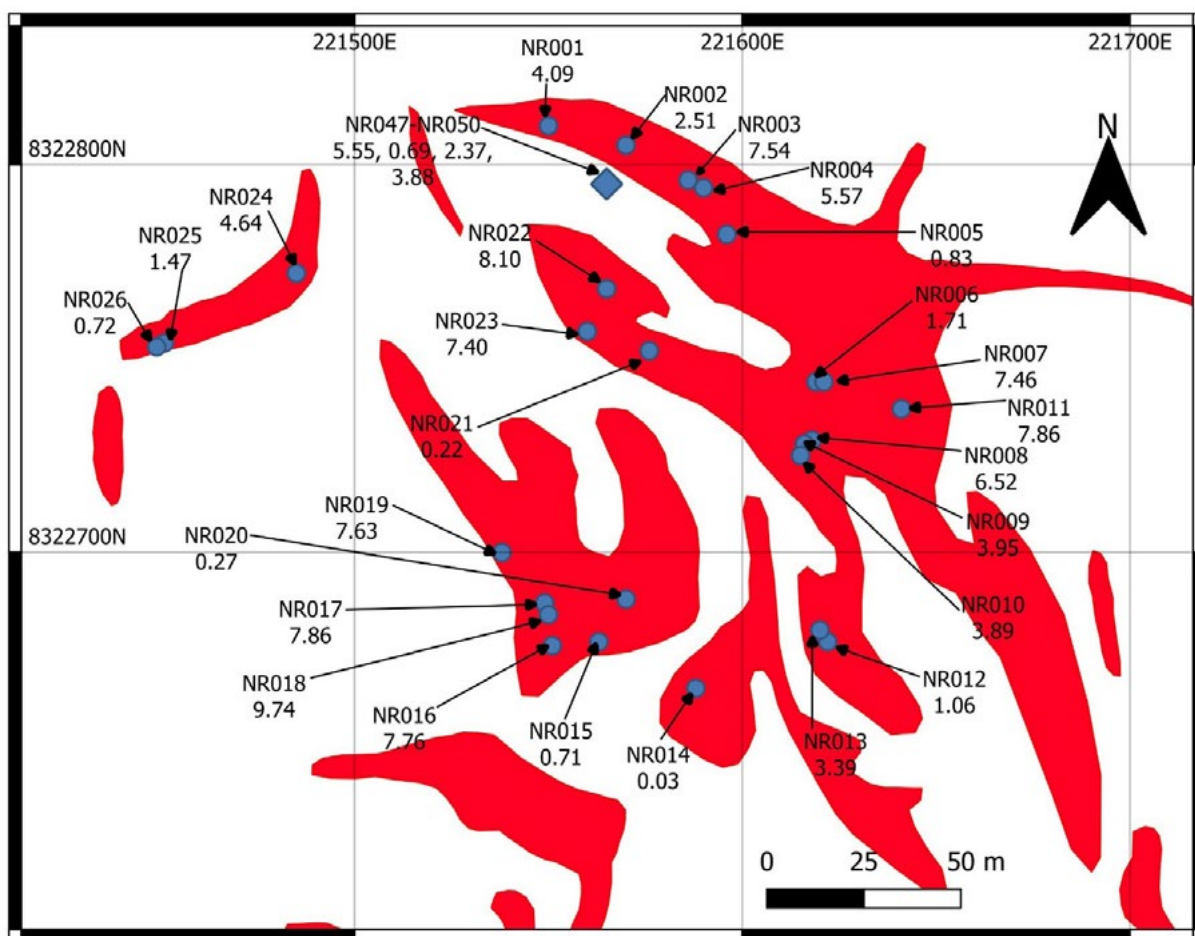 221500E
221600E
221700E
NR001
4.09
NR002
2.51
NR047-NR050
5.55, 0.69, 2.37,
3.88
NR003
7.54
N
8322800N
NR004
5.57
NR024
4.64
NR025
1.47
NR022
8.10
NR005
0.83
NR026
0.72
NR006
1.71
NR023
7.40
NR007
7.46
NR011
7.86
NR021
0.22
NR008
6.52
NR019
7.63
NR009
3.95
8322700N
NR020
0.27
NR017
7.86
NR010
3.89
NR018
9.74
NR012
1.06
NR016
7.76
NR015
0.71
NR014
0.03
NR013
3.39
0 25 50 m